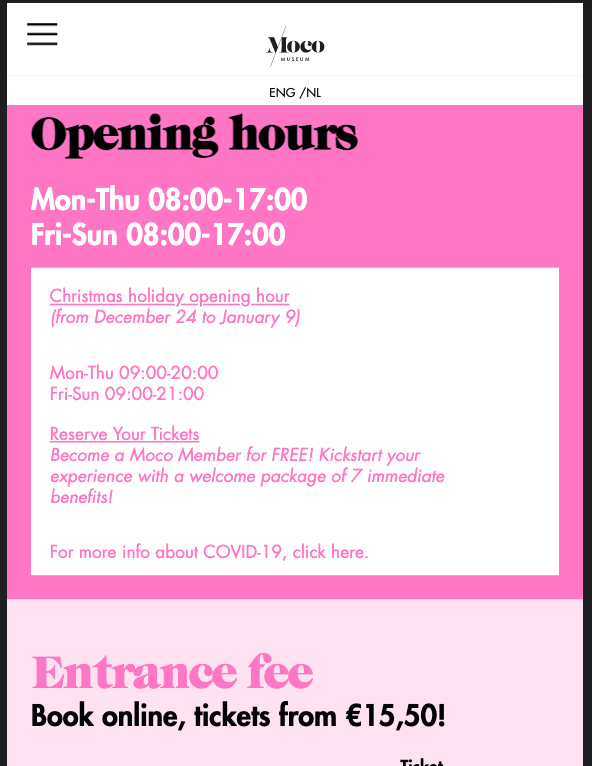 Moco
MUSEUM
ENG /NL
Opening hours
Mon-Thu 08:00-17:00
Fri-Sun 08:00-17:00
Christmas holiday opening hour
(from December 24 to January 9)
Mon-Thu 09:00-20:00
Fri-Sun 09:00-21:00
Reserve Your Tickets
Become a Moco Member for FREE! Kickstart your
experience with a welcome package of 7 immediate
benefits!
For more info about COVID-19, click here.
Entrance fee
Book online, tickets from €15,50!
Ticket